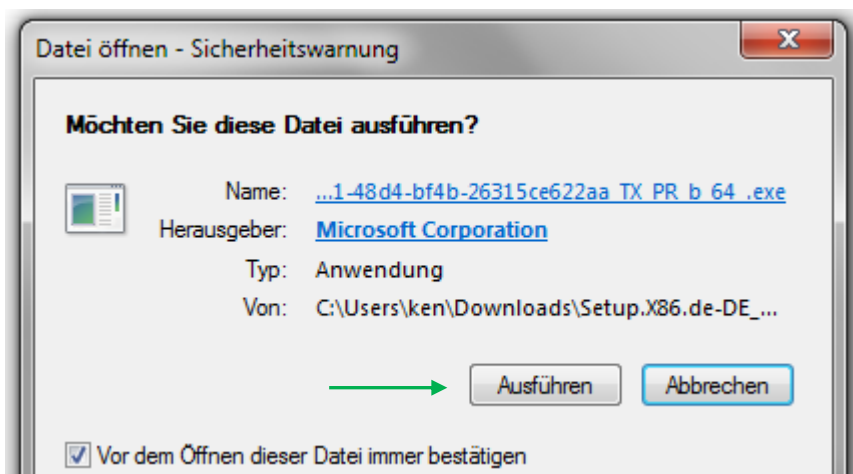 Datei öffnen - Sicherheitswarnung
Möchten Sie diese Datei ausführen?
Name: ...1-48d4-bf4b-26315ce622aa_TX_PR_b_64_.exe
Herausgeber: Microsoft Corporation
Typ: Anwendung
Von: C:\Users\ken\Downloads\Setup.X86.de-DE_...
Ausführen Abbrechen
Vor dem Öffnen dieser Datei immer bestätigen